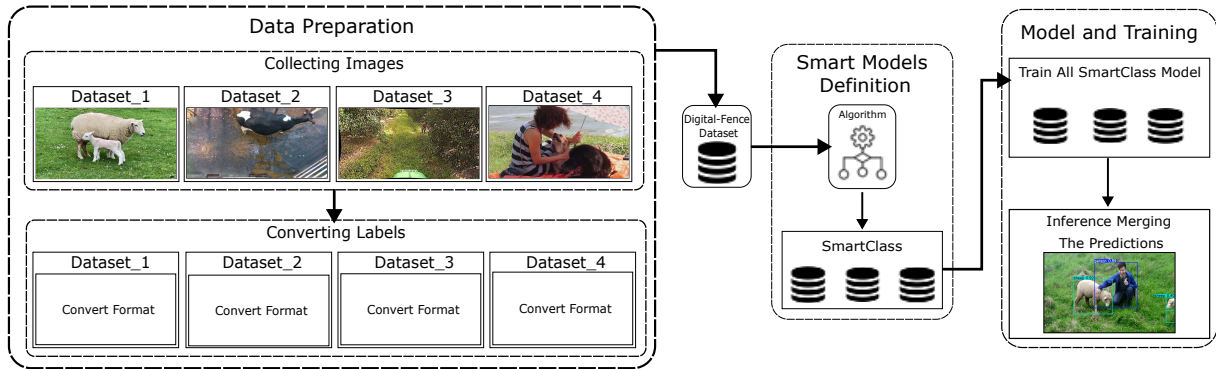 Data Preparation
Collecting Images
Dataset_1
Dataset_2
Dataset_3
Dataset_4
Converting Labels
Dataset_1
Dataset_2
Dataset_3
Dataset_4
Convert Format
Convert Format
Convert Format
Convert Format
Digital-Fence
Dataset
Smart Models
Definition
Algorithm
SmartClass
Model and Training
Train All SmartClass Model
Inference Merging
The Predictions